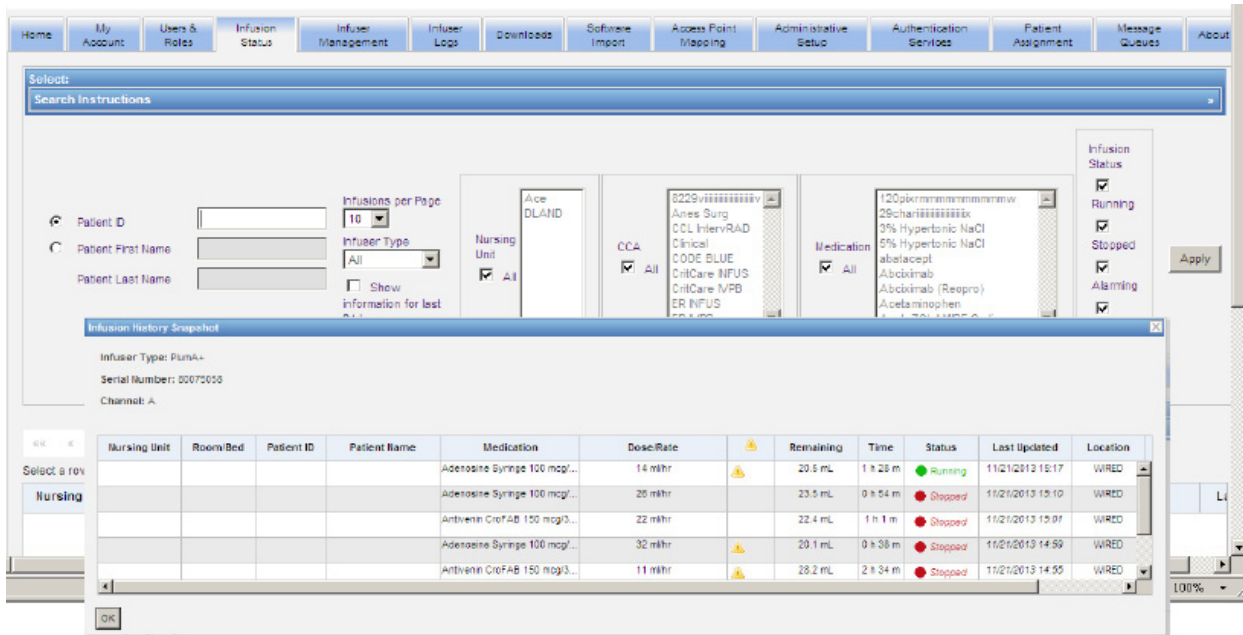 Home My Account Users & Roles Infusion Status Infuser Management Infuser Logs Downloads Software Import Access Point Mapping Administrative Setup Authentication Services Patient Assignment Message Queues About
Select:
Search Instructions »
Patient ID
Patient First Name
Patient Last Name
Infusions per Page
10
Infuser Type
All
Show
information for last
Nursing
Unit
All
Ace
DLAND
CCA
All
Anes Surg
CCL IntervRAD
Clinical
CODE BLUE
CritCare INFUS
CritCare IVPB
ER INFUS
Medication
All
3% Hypertonic NaCl
5% Hypertonic NaCl
abatacept
Abciximab
Abciximab (Reopro)
Acetaminophen
Infusion
Status
Running
Stopped
Alarming
Apply
Infusion History Snapshot
Infuser Type: PlumA+
Serial Number:
Channel: A
Nursing Unit Room/Bed Patient ID Patient Name Medication Dose/Rate Remaining Time Status Last Updated Location
Adenosine Syringe 100 mcg/... 14 ml/hr 20.5 mL 1 h 28 m Running 11/21/2013 15:17 WIRED
Adenosine Syringe 100 mcg/... 26 ml/hr 23.5 mL 0 h 54 m Stopped 11/21/2013 15:10 WIRED
Antivenin CroFAB 150 mcg/3... 22 ml/hr 22.4 mL 1 h 1 m Stopped 11/21/2013 15:01 WIRED
Adenosine Syringe 100 mcg/... 32 ml/hr 20.1 mL 0 h 38 m Stopped 11/21/2013 14:59 WIRED
Antivenin CroFAB 150 mcg/3... 11 ml/hr 28.2 mL 2 h 34 m Stopped 11/21/2013 14:55 WIRED
OK
Select a row
Nursing
100%